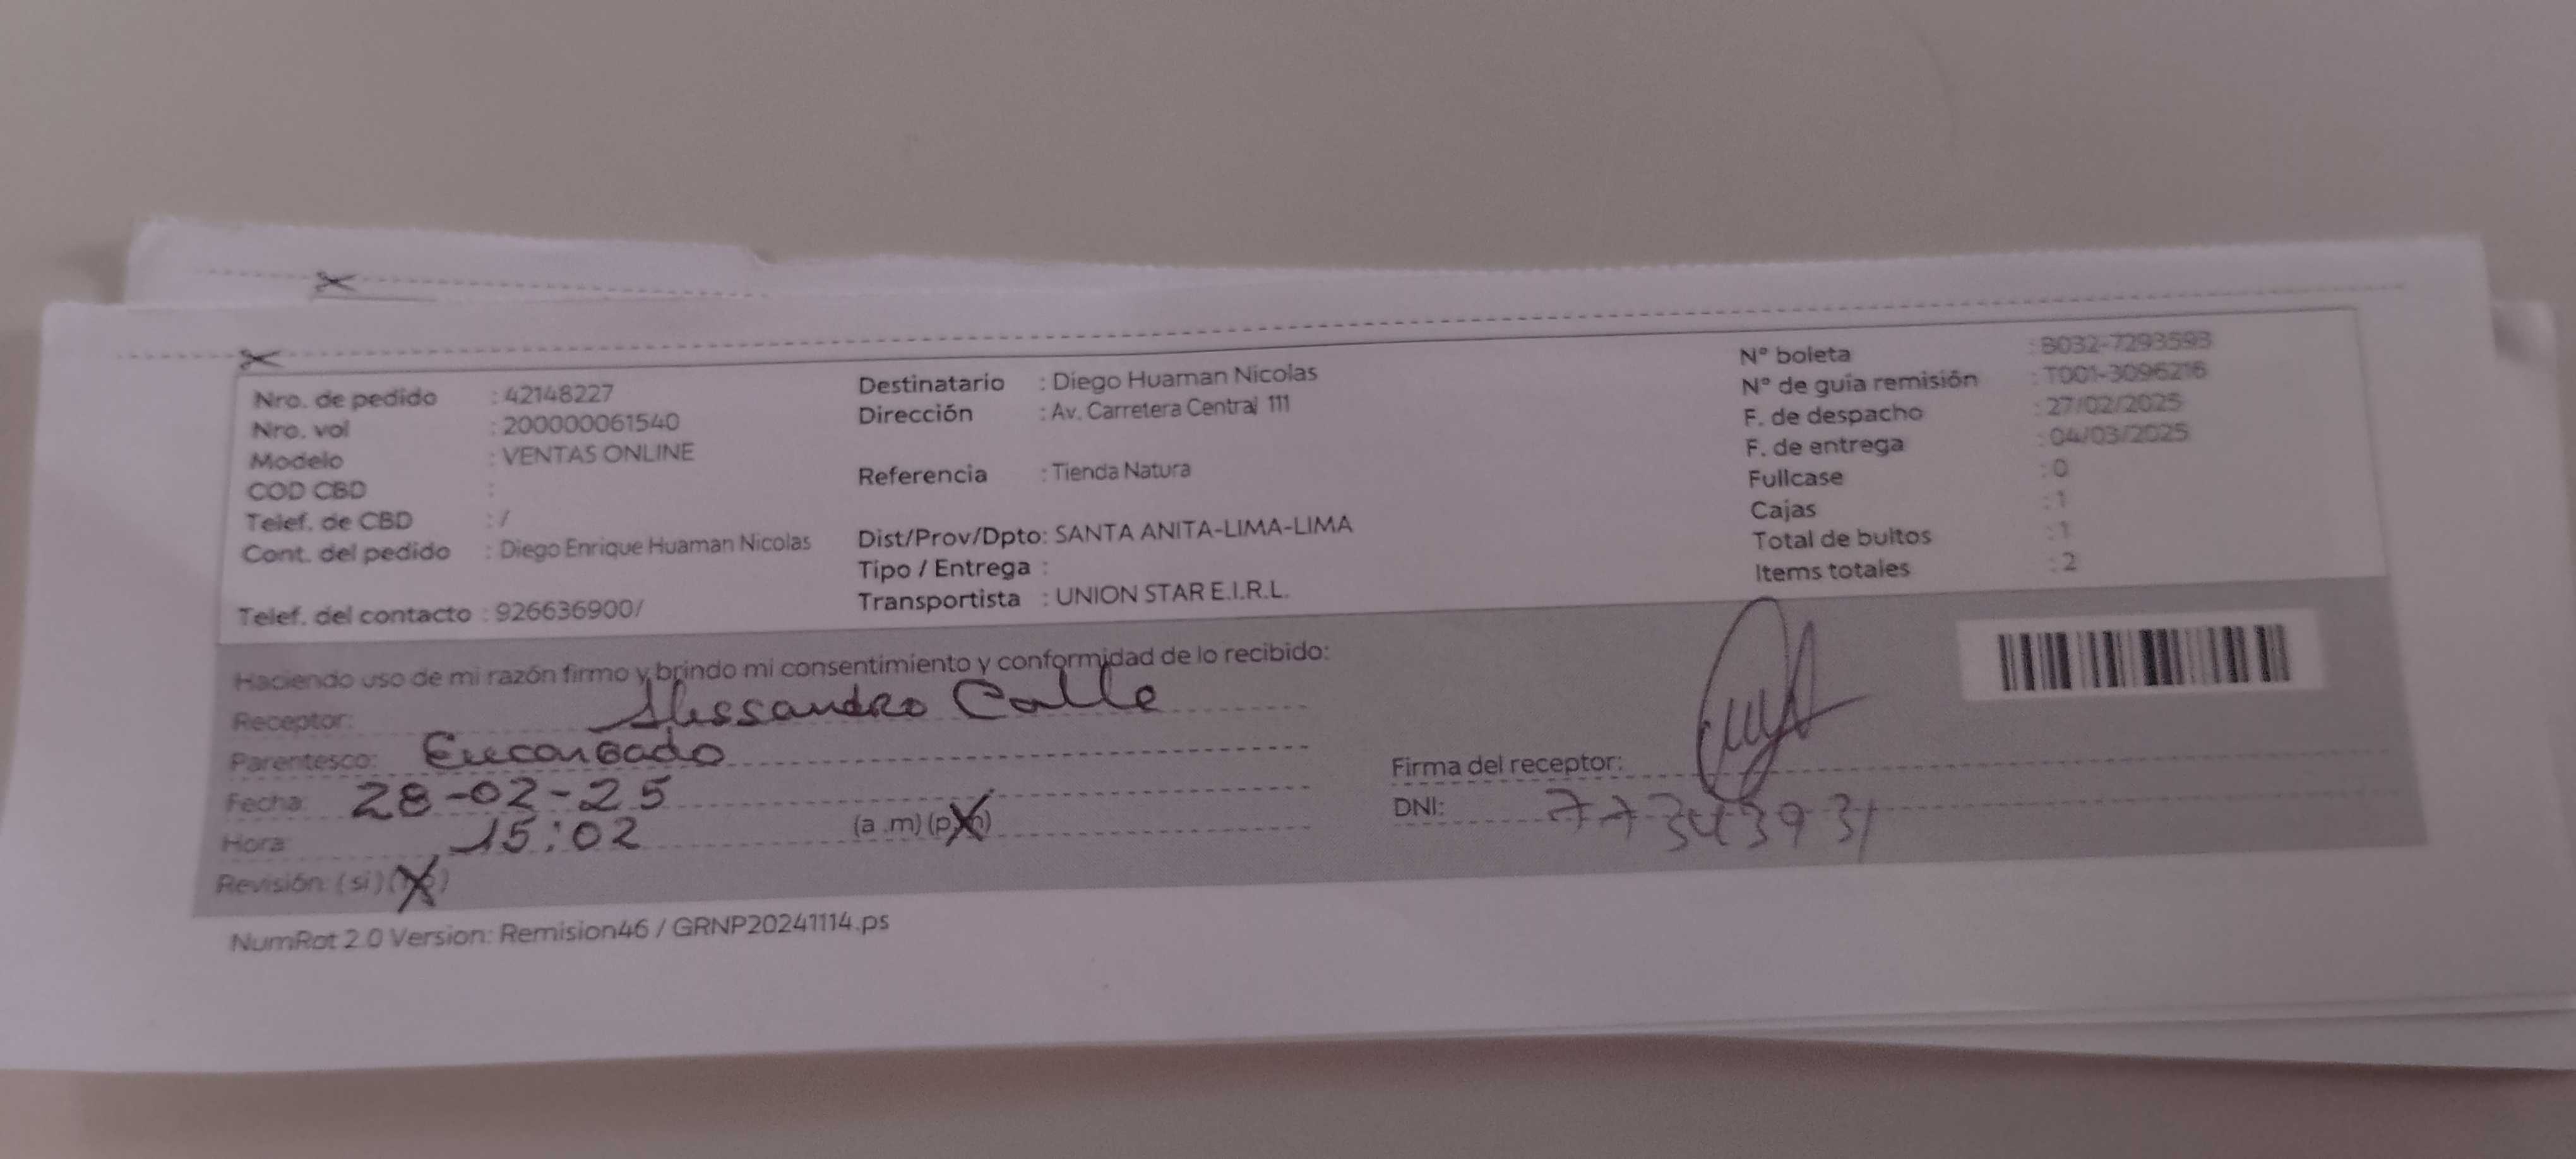 Nro. de pedido : 42148227
Nro. vol : 200000061540
Modelo : VENTAS ONLINE
COD CBD :
Telef. de CBD : /
Cont. del pedido : Diego Enrique Huaman Nicolas
Telef. del contacto : 926636900/
Destinatario : Diego Huaman Nicolas
Dirección : Av. Carretera Central 111
Referencia : Tienda Natura
Dist/Prov/Dpto: SANTA ANITA-LIMA-LIMA
Tipo / Entrega :
Transportista : UNION STAR E.I.R.L.
N° boleta : B032-7293593
N° de guía remisión : T001-3096216
F. de despacho : 27/02/2025
F. de entrega : 04/03/2025
Fullcase : 0
Cajas : 1
Total de bultos : 1
Items totales : 2
Haciendo uso de mi razón firmo y brindo mi consentimiento y conformidad de lo recibido:
Receptor: Alessandro Calle
Parentesco: Encargado
Fecha: 28-02-25
Hora: 15:02 (a .m) (p.m)
Revisión: (si) (no)
Firma del receptor:
DNI: 77343931
NumRot 2.0 Version: Remision46 / GRNP20241114.ps